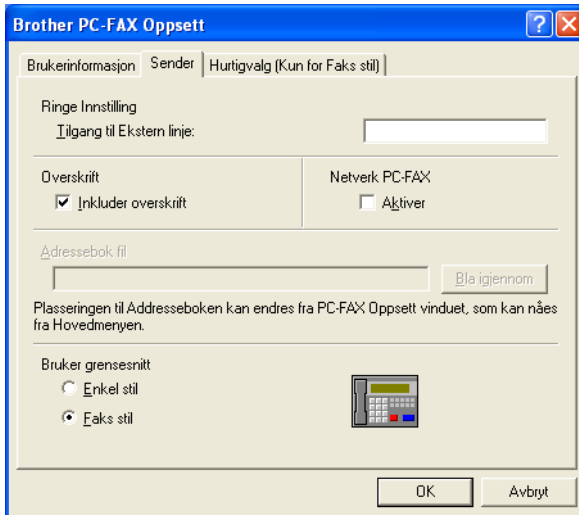 Brother PC-FAX Oppsett
Brukerinformasjon Sender Hurtigvalg (Kun for Faks stil)
Ringe Innstilling
Tilgang til Ekstern linje:
Overskrift Netverk PC-FAX
Inkluder overskrift Aktiver
Adressebok fil
Bla igjennom
Plasseringen til Addresseboken kan endres fra PC-FAX Oppsett vinduet, som kan nåes
fra Hovedmenyen.
Bruker grensesnitt
Enkel stil
Faks stil
OK Avbryt